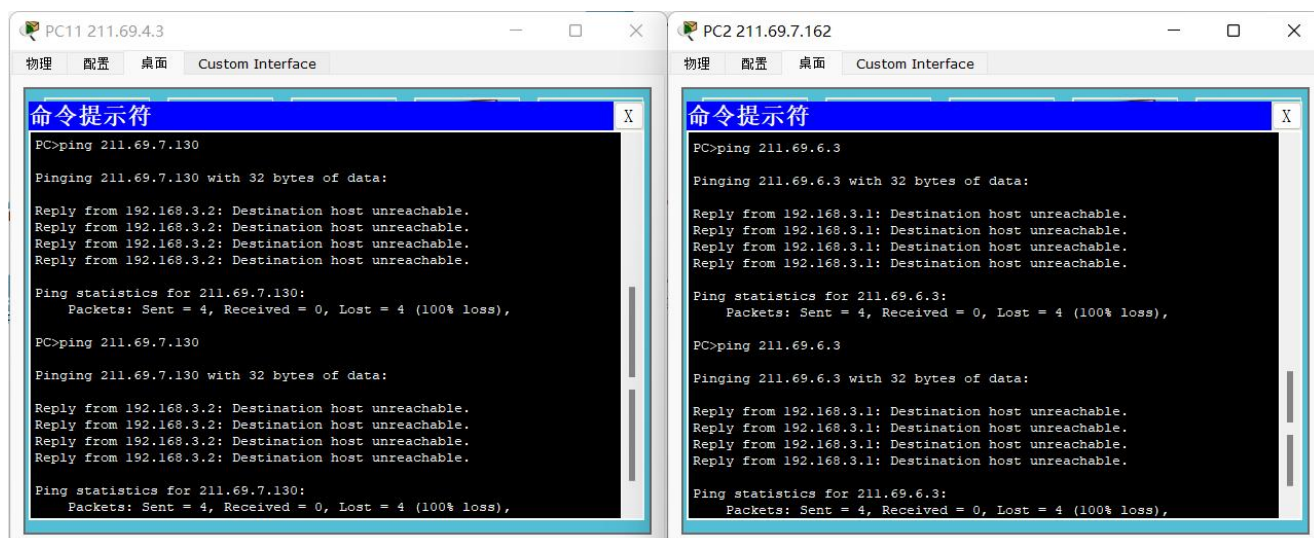 PC11 211.69.4.3
物理 配置 桌面 Custom Interface
命令提示符 X
PC>ping 211.69.7.130
Pinging 211.69.7.130 with 32 bytes of data:
Reply from 192.168.3.2: Destination host unreachable.
Reply from 192.168.3.2: Destination host unreachable.
Reply from 192.168.3.2: Destination host unreachable.
Reply from 192.168.3.2: Destination host unreachable.
Ping statistics for 211.69.7.130:
Packets: Sent = 4, Received = 0, Lost = 4 (100% loss),
PC>ping 211.69.7.130
Pinging 211.69.7.130 with 32 bytes of data:
Reply from 192.168.3.2: Destination host unreachable.
Reply from 192.168.3.2: Destination host unreachable.
Reply from 192.168.3.2: Destination host unreachable.
Reply from 192.168.3.2: Destination host unreachable.
Ping statistics for 211.69.7.130:
Packets: Sent = 4, Received = 0, Lost = 4 (100% loss),
PC2 211.69.7.162
物理 配置 桌面 Custom Interface
命令提示符 X
PC>ping 211.69.6.3
Pinging 211.69.6.3 with 32 bytes of data:
Reply from 192.168.3.1: Destination host unreachable.
Reply from 192.168.3.1: Destination host unreachable.
Reply from 192.168.3.1: Destination host unreachable.
Reply from 192.168.3.1: Destination host unreachable.
Ping statistics for 211.69.6.3:
Packets: Sent = 4, Received = 0, Lost = 4 (100% loss),
PC>ping 211.69.6.3
Pinging 211.69.6.3 with 32 bytes of data:
Reply from 192.168.3.1: Destination host unreachable.
Reply from 192.168.3.1: Destination host unreachable.
Reply from 192.168.3.1: Destination host unreachable.
Reply from 192.168.3.1: Destination host unreachable.
Ping statistics for 211.69.6.3:
Packets: Sent = 4, Received = 0, Lost = 4 (100% loss),